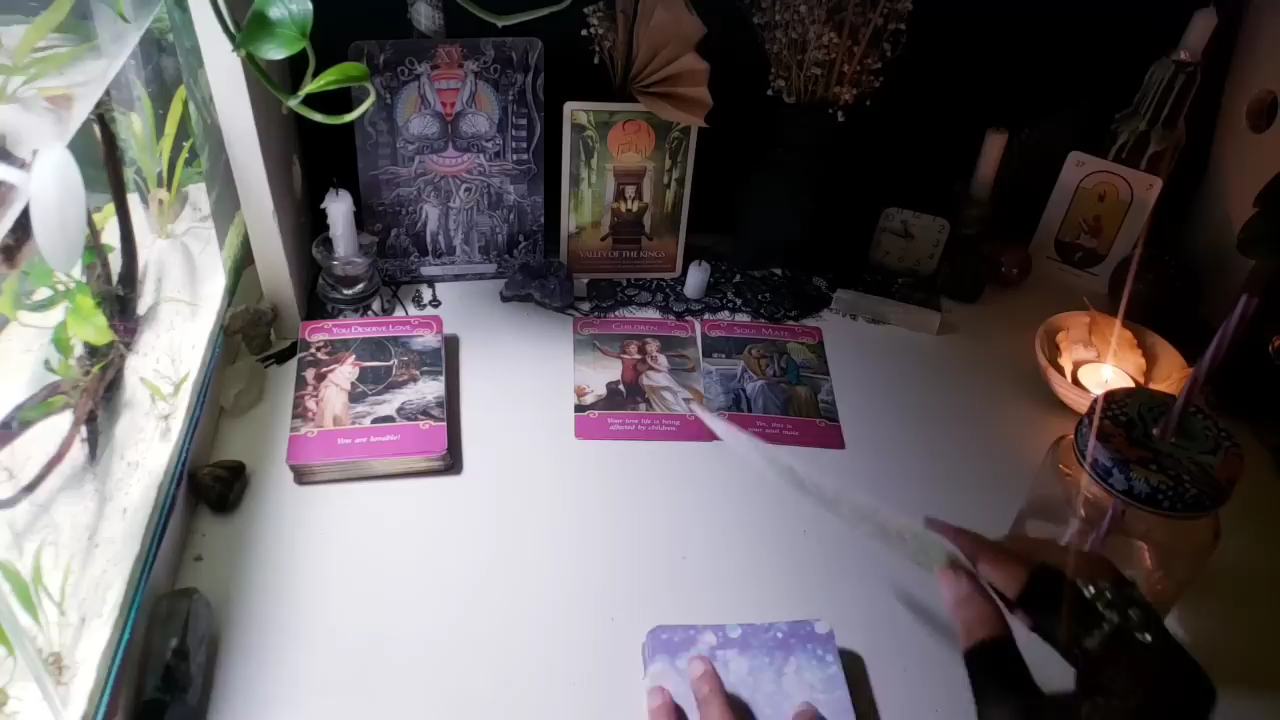 XV
VALLEY OF THE KINGS
YOU DESERVE LOVE
You are lovable!
CHILDREN
Your love life is being
affected by children.
SOUL MATE
Yes, this is
your soul mate.